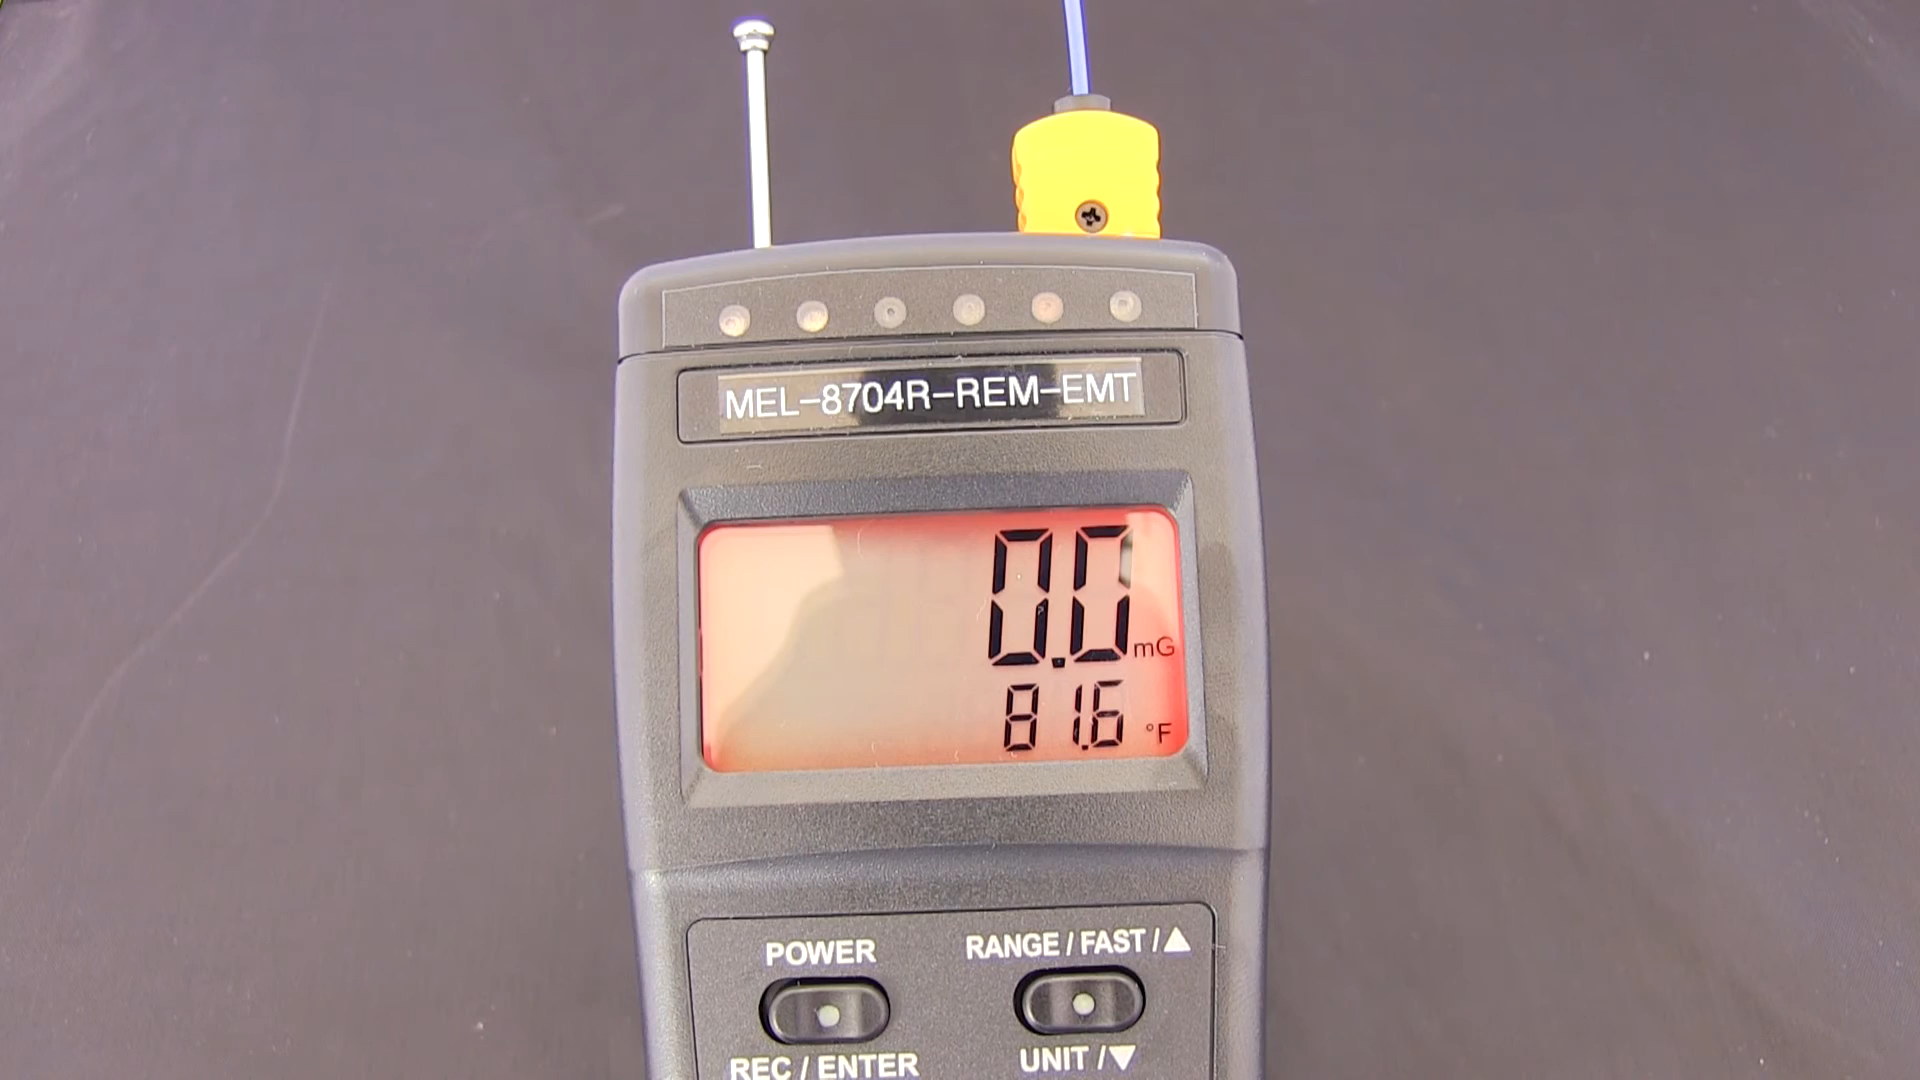 MEL-8704R-REM-EMT
0.0 mG
81.6 °F
POWER
RANGE / FAST / ▲
REC / ENTER
UNIT / ▼